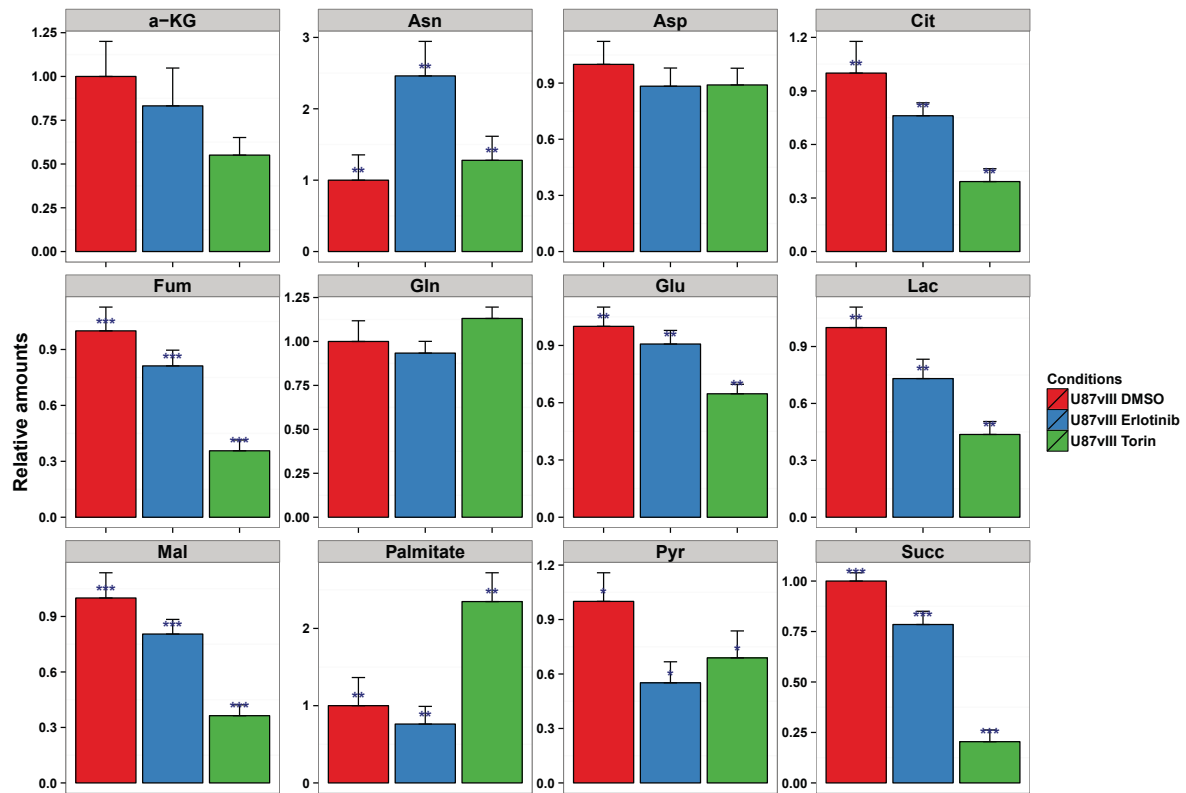 a−KG
Asn
Asp
Cit
1.25
1.00
0.75
0.50
0.25
0.00
3
2
1
0
0.9
0.6
0.3
0.0
1.2
0.9
0.6
0.3
0.0
** ** **
** ** **
Fum
Gln
Glu
Lac
0.9
0.6
0.3
0.0
1.25
1.00
0.75
0.50
0.25
0.00
0.9
0.6
0.3
0.0
0.9
0.6
0.3
0.0
*** *** ***
** ** **
** ** **
Mal
Palmitate
Pyr
Succ
0.9
0.6
0.3
0.0
2
1
0
1.2
0.9
0.6
0.3
0.0
1.00
0.75
0.50
0.25
0.00
*** *** ***
** ** **
* * *
*** *** ***
Relative amounts
Conditions
U87vIII DMSO
U87vIII Erlotinib
U87vIII Torin